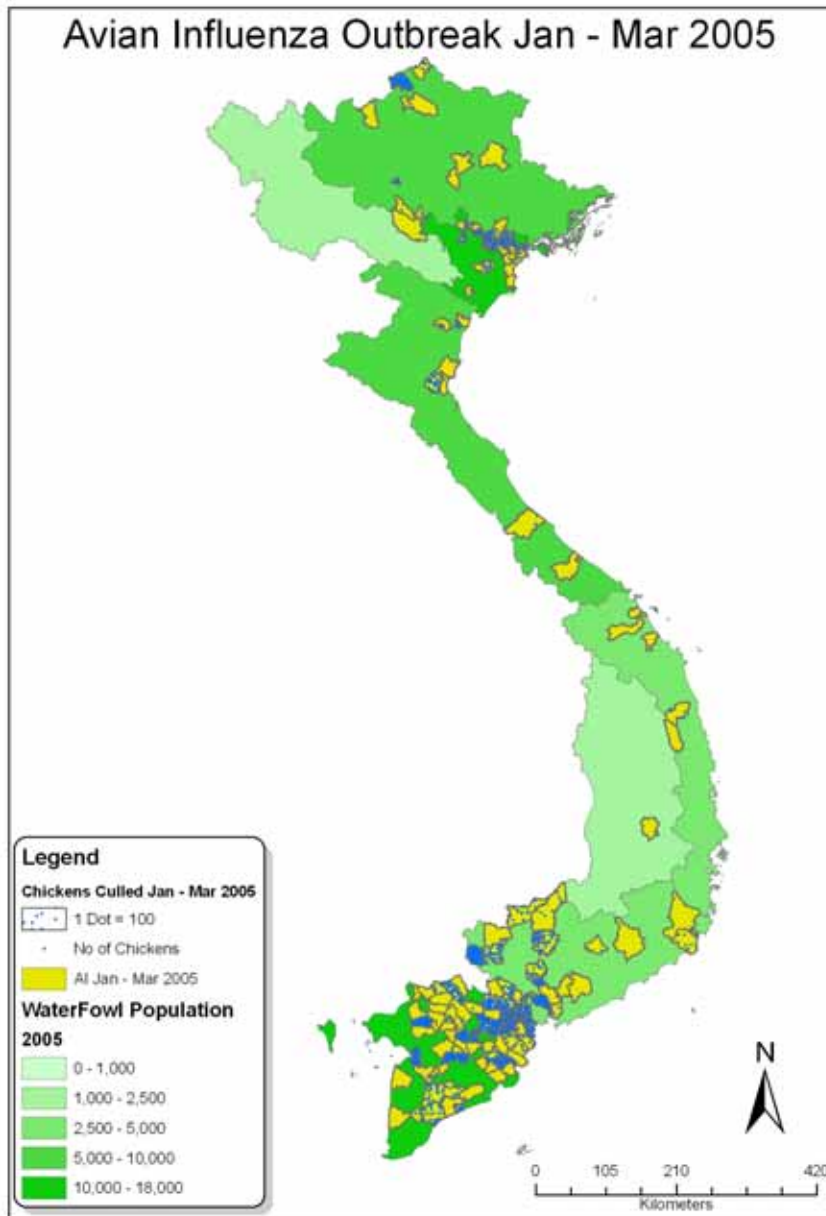 Avian Influenza Outbreak Jan - Mar 2005
Legend
Chickens Culled Jan - Mar 2005
1 Dot = 100
No of Chickens
AI Jan - Mar 2005
WaterFowl Population
2005
0 - 1,000
1,000 - 2,500
2,500 - 5,000
5,000 - 10,000
10,000 - 18,000
N
0 105 210 420
Kilometers